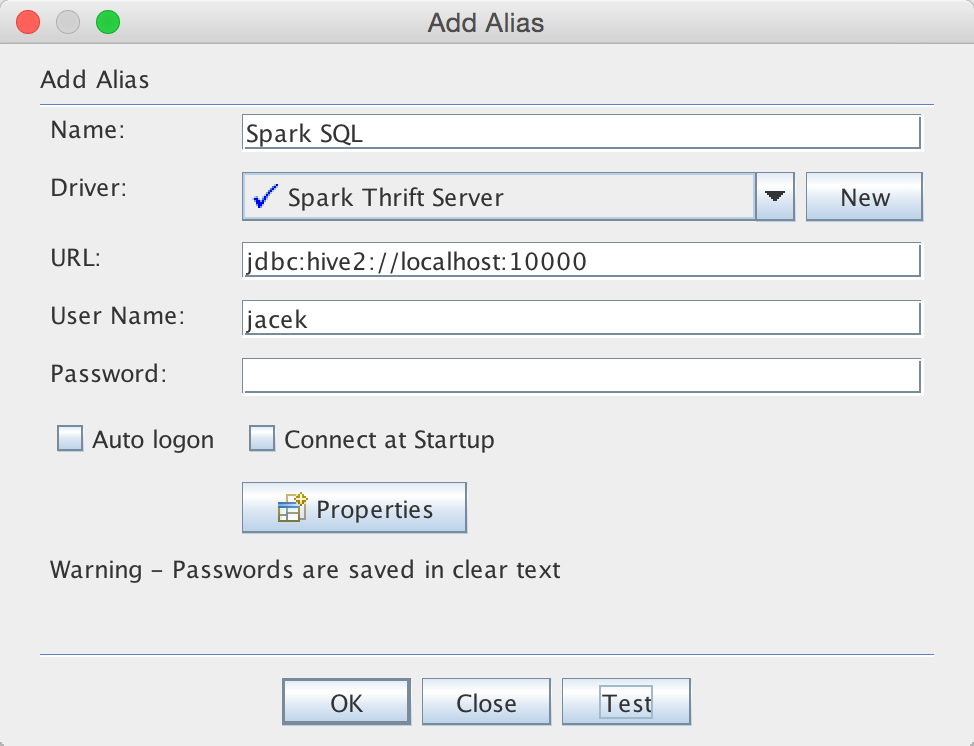 Add Alias
Add Alias
Name: Spark SQL
Driver: Spark Thrift Server New
URL: jdbc:hive2://localhost:10000
User Name: jacek
Password:
Auto logon Connect at Startup
Properties
Warning – Passwords are saved in clear text
OK Close Test